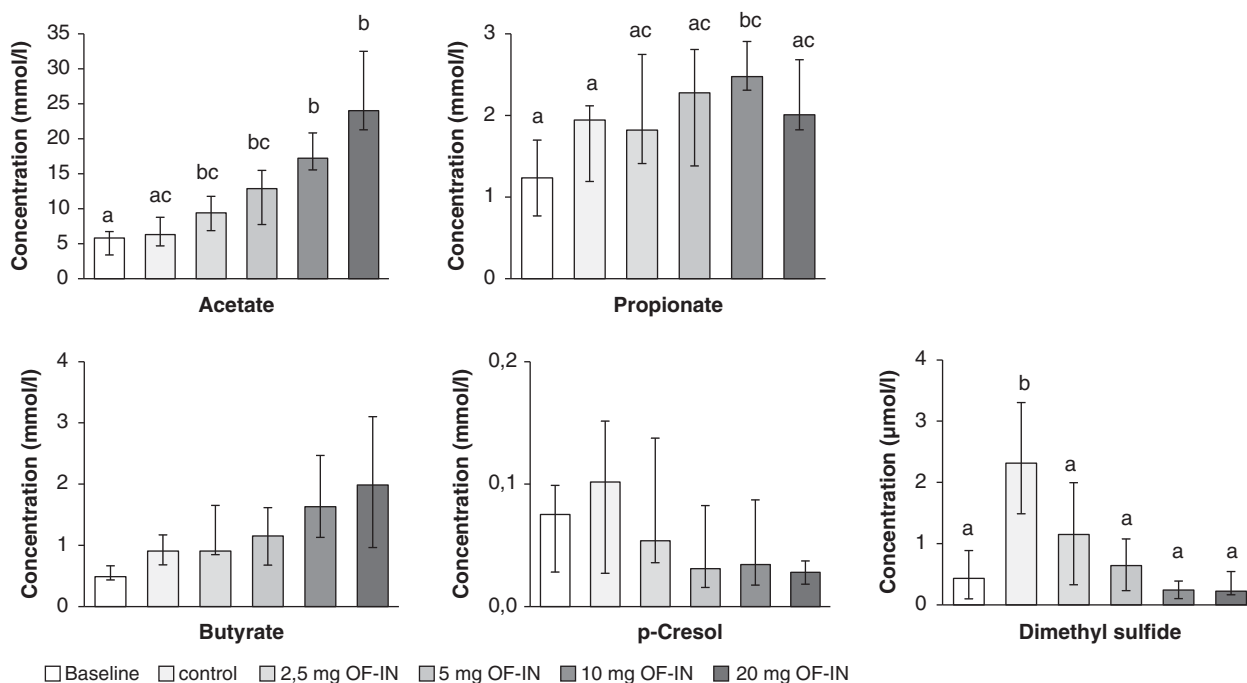 Concentration (mmol/l)
35
30
25
20
15
10
5
0
a
ac
bc
bc
b
b
Acetate
Concentration (mmol/l)
3
2
1
0
a
a
ac
ac
bc
ac
Propionate
Concentration (mmol/l)
4
3
2
1
0
Butyrate
Concentration (mmol/l)
0,2
0,1
0,0
p-Cresol
Concentration (µmol/l)
4
3
2
1
0
a
b
a
a
a
a
Dimethyl sulfide
Baseline control 2,5 mg OF-IN 5 mg OF-IN 10 mg OF-IN 20 mg OF-IN